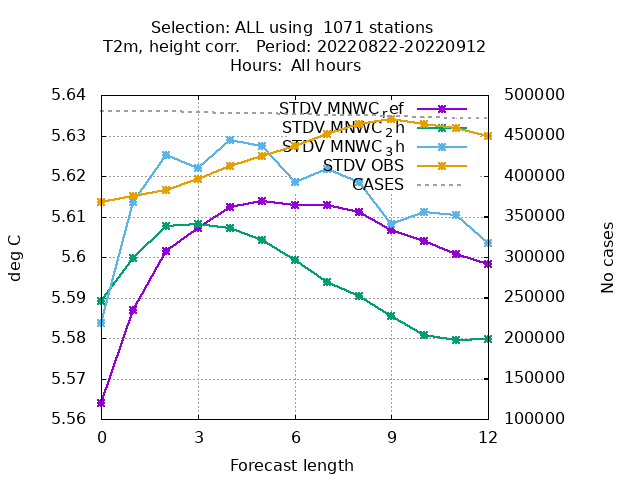 Selection: ALL using  1071 stations
T2m, height corr.   Period: 20220822-20220912
Hours:  All hours
5.64
5.63
5.62
5.61
5.6
5.59
5.58
5.57
5.56
500000
450000
400000
350000
300000
250000
200000
150000
100000
STDV MNWCref
STDV MNWC2h
STDV MNWC3h
STDV OBS
CASES
deg C
No cases
0 3 6 9 12
Forecast length